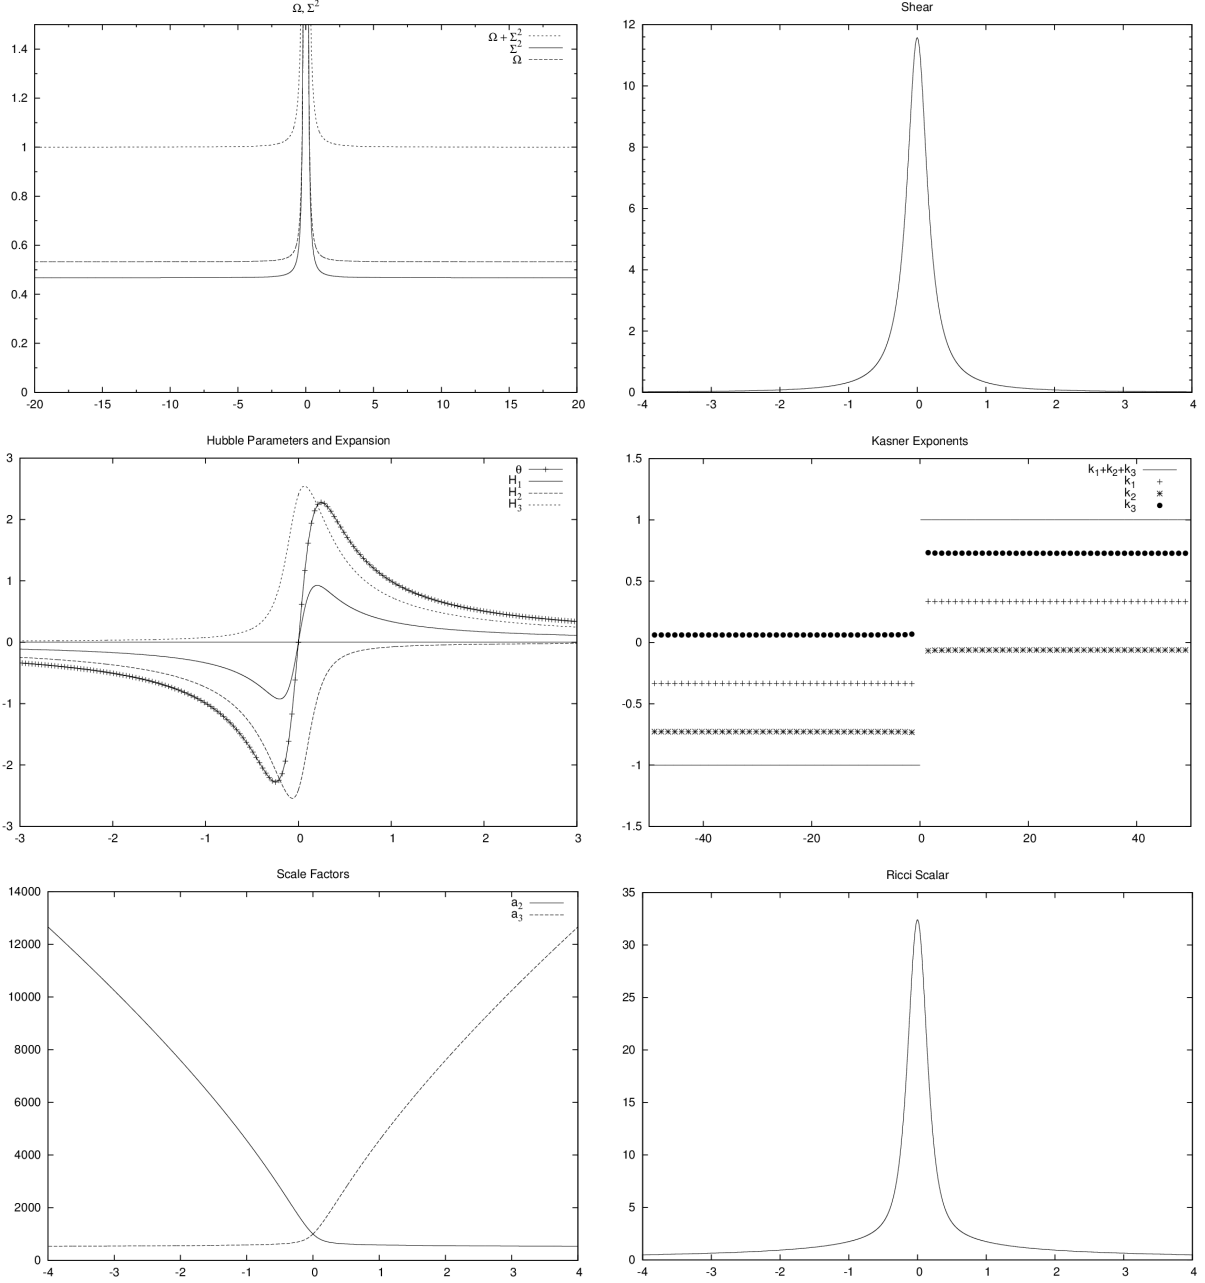 Ω, Σ²
Ω + Σ²
Σ²
Ω
1.4
1.2
1
0.8
0.6
0.4
0.2
0
-20 -15 -10 -5 0 5 10 15 20
Shear
12
10
8
6
4
2
0
-4 -3 -2 -1 0 1 2 3 4
Hubble Parameters and Expansion
θ
H₁
H₂
H₃
3
2
1
0
-1
-2
-3
-3 -2 -1 0 1 2 3
Kasner Exponents
k₁+k₂+k₃
k₁
k₂
k₃
1.5
1
0.5
0
-0.5
-1
-1.5
-40 -20 0 20 40
Scale Factors
a₂
a₃
14000
12000
10000
8000
6000
4000
2000
0
-4 -3 -2 -1 0 1 2 3 4
Ricci Scalar
35
30
25
20
15
10
5
0
-4 -3 -2 -1 0 1 2 3 4